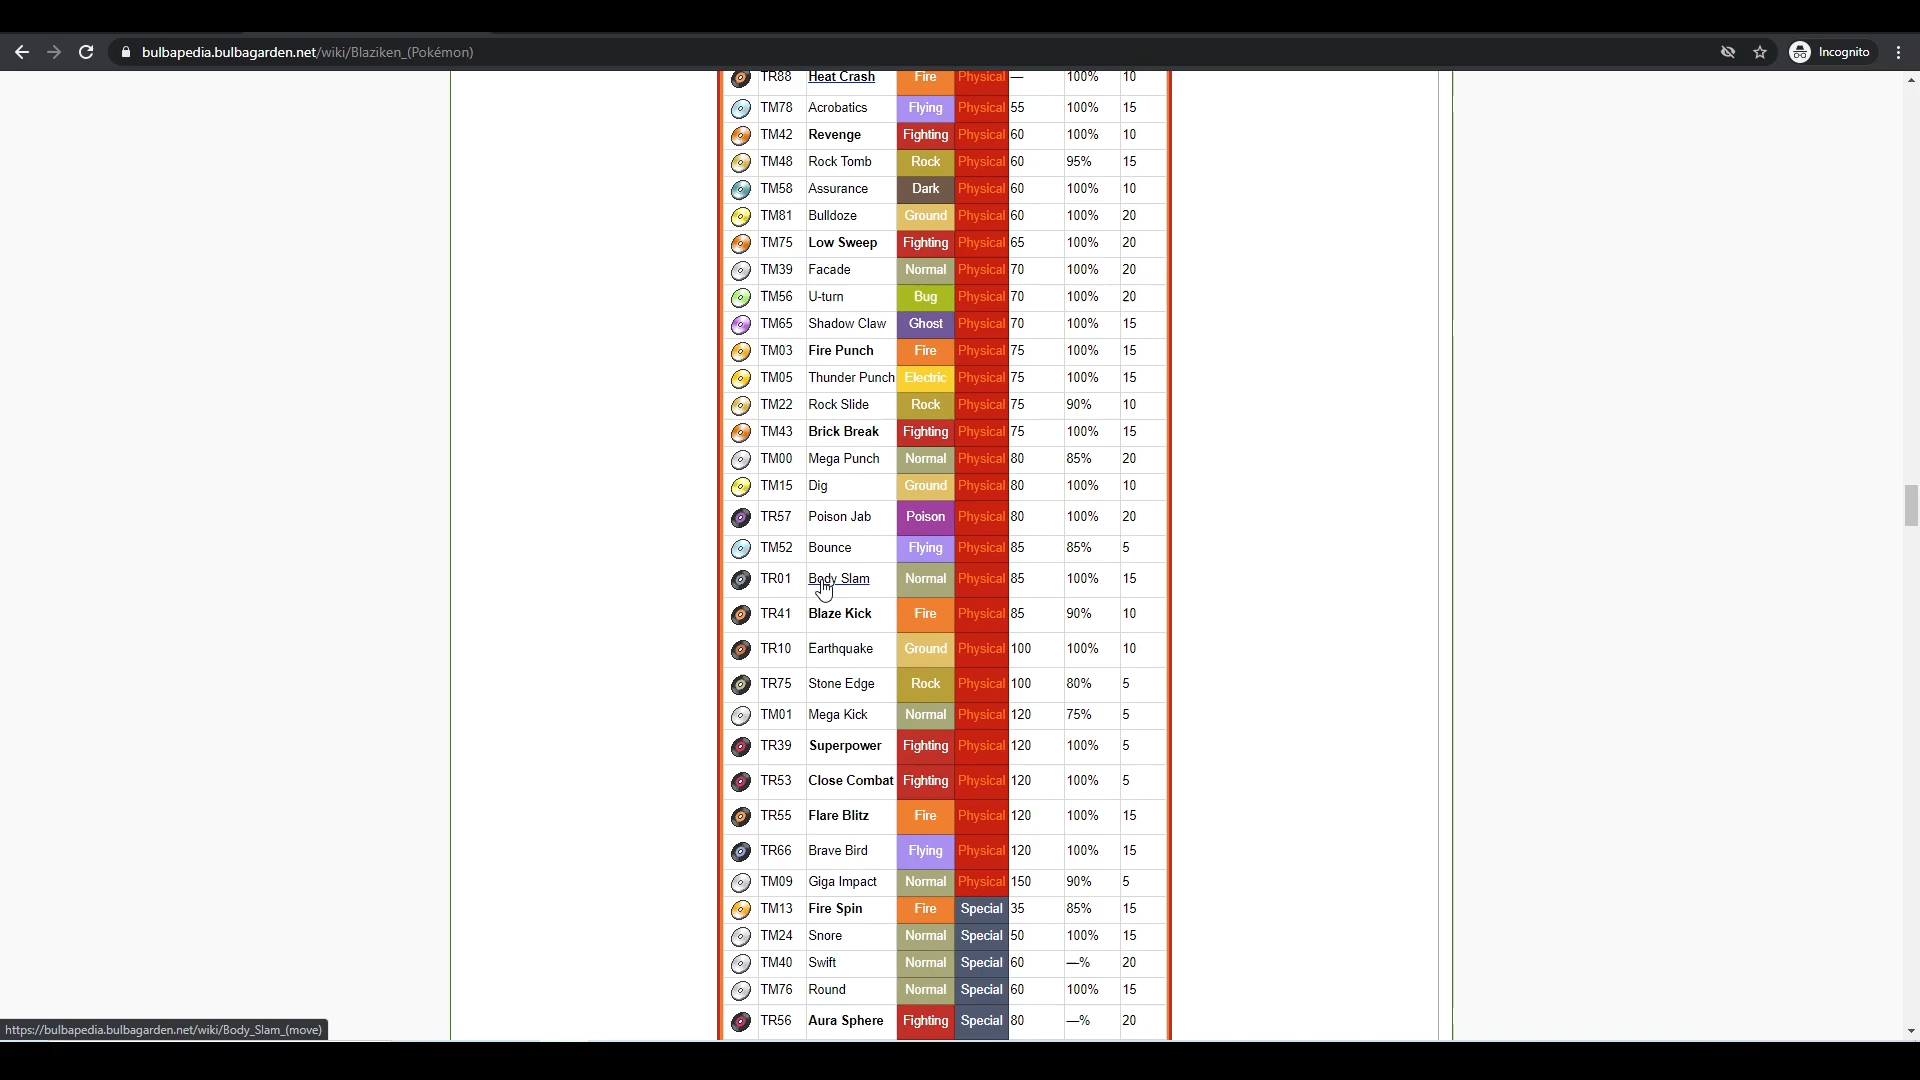 bulbapedia.bulbagarden.net/wiki/Blaziken_(Pokémon)
Incognito
TR88 Heat Crash Fire Physical — 100% 10
TM78 Acrobatics Flying Physical 55 100% 15
TM42 Revenge Fighting Physical 60 100% 10
TM48 Rock Tomb Rock Physical 60 95% 15
TM58 Assurance Dark Physical 60 100% 10
TM81 Bulldoze Ground Physical 60 100% 20
TM75 Low Sweep Fighting Physical 65 100% 20
TM39 Facade Normal Physical 70 100% 20
TM56 U-turn Bug Physical 70 100% 20
TM65 Shadow Claw Ghost Physical 70 100% 15
TM03 Fire Punch Fire Physical 75 100% 15
TM05 Thunder Punch Electric Physical 75 100% 15
TM22 Rock Slide Rock Physical 75 90% 10
TM43 Brick Break Fighting Physical 75 100% 15
TM00 Mega Punch Normal Physical 80 85% 20
TM15 Dig Ground Physical 80 100% 10
TR57 Poison Jab Poison Physical 80 100% 20
TM52 Bounce Flying Physical 85 85% 5
TR01 Body Slam Normal Physical 85 100% 15
TR41 Blaze Kick Fire Physical 85 90% 10
TR10 Earthquake Ground Physical 100 100% 10
TR75 Stone Edge Rock Physical 100 80% 5
TM01 Mega Kick Normal Physical 120 75% 5
TR39 Superpower Fighting Physical 120 100% 5
TR53 Close Combat Fighting Physical 120 100% 5
TR55 Flare Blitz Fire Physical 120 100% 15
TR66 Brave Bird Flying Physical 120 100% 15
TM09 Giga Impact Normal Physical 150 90% 5
TM13 Fire Spin Fire Special 35 85% 15
TM24 Snore Normal Special 50 100% 15
TM40 Swift Normal Special 60 —% 20
TM76 Round Normal Special 60 100% 15
TR56 Aura Sphere Fighting Special 80 —% 20
https://bulbapedia.bulbagarden.net/wiki/Body_Slam_(move)